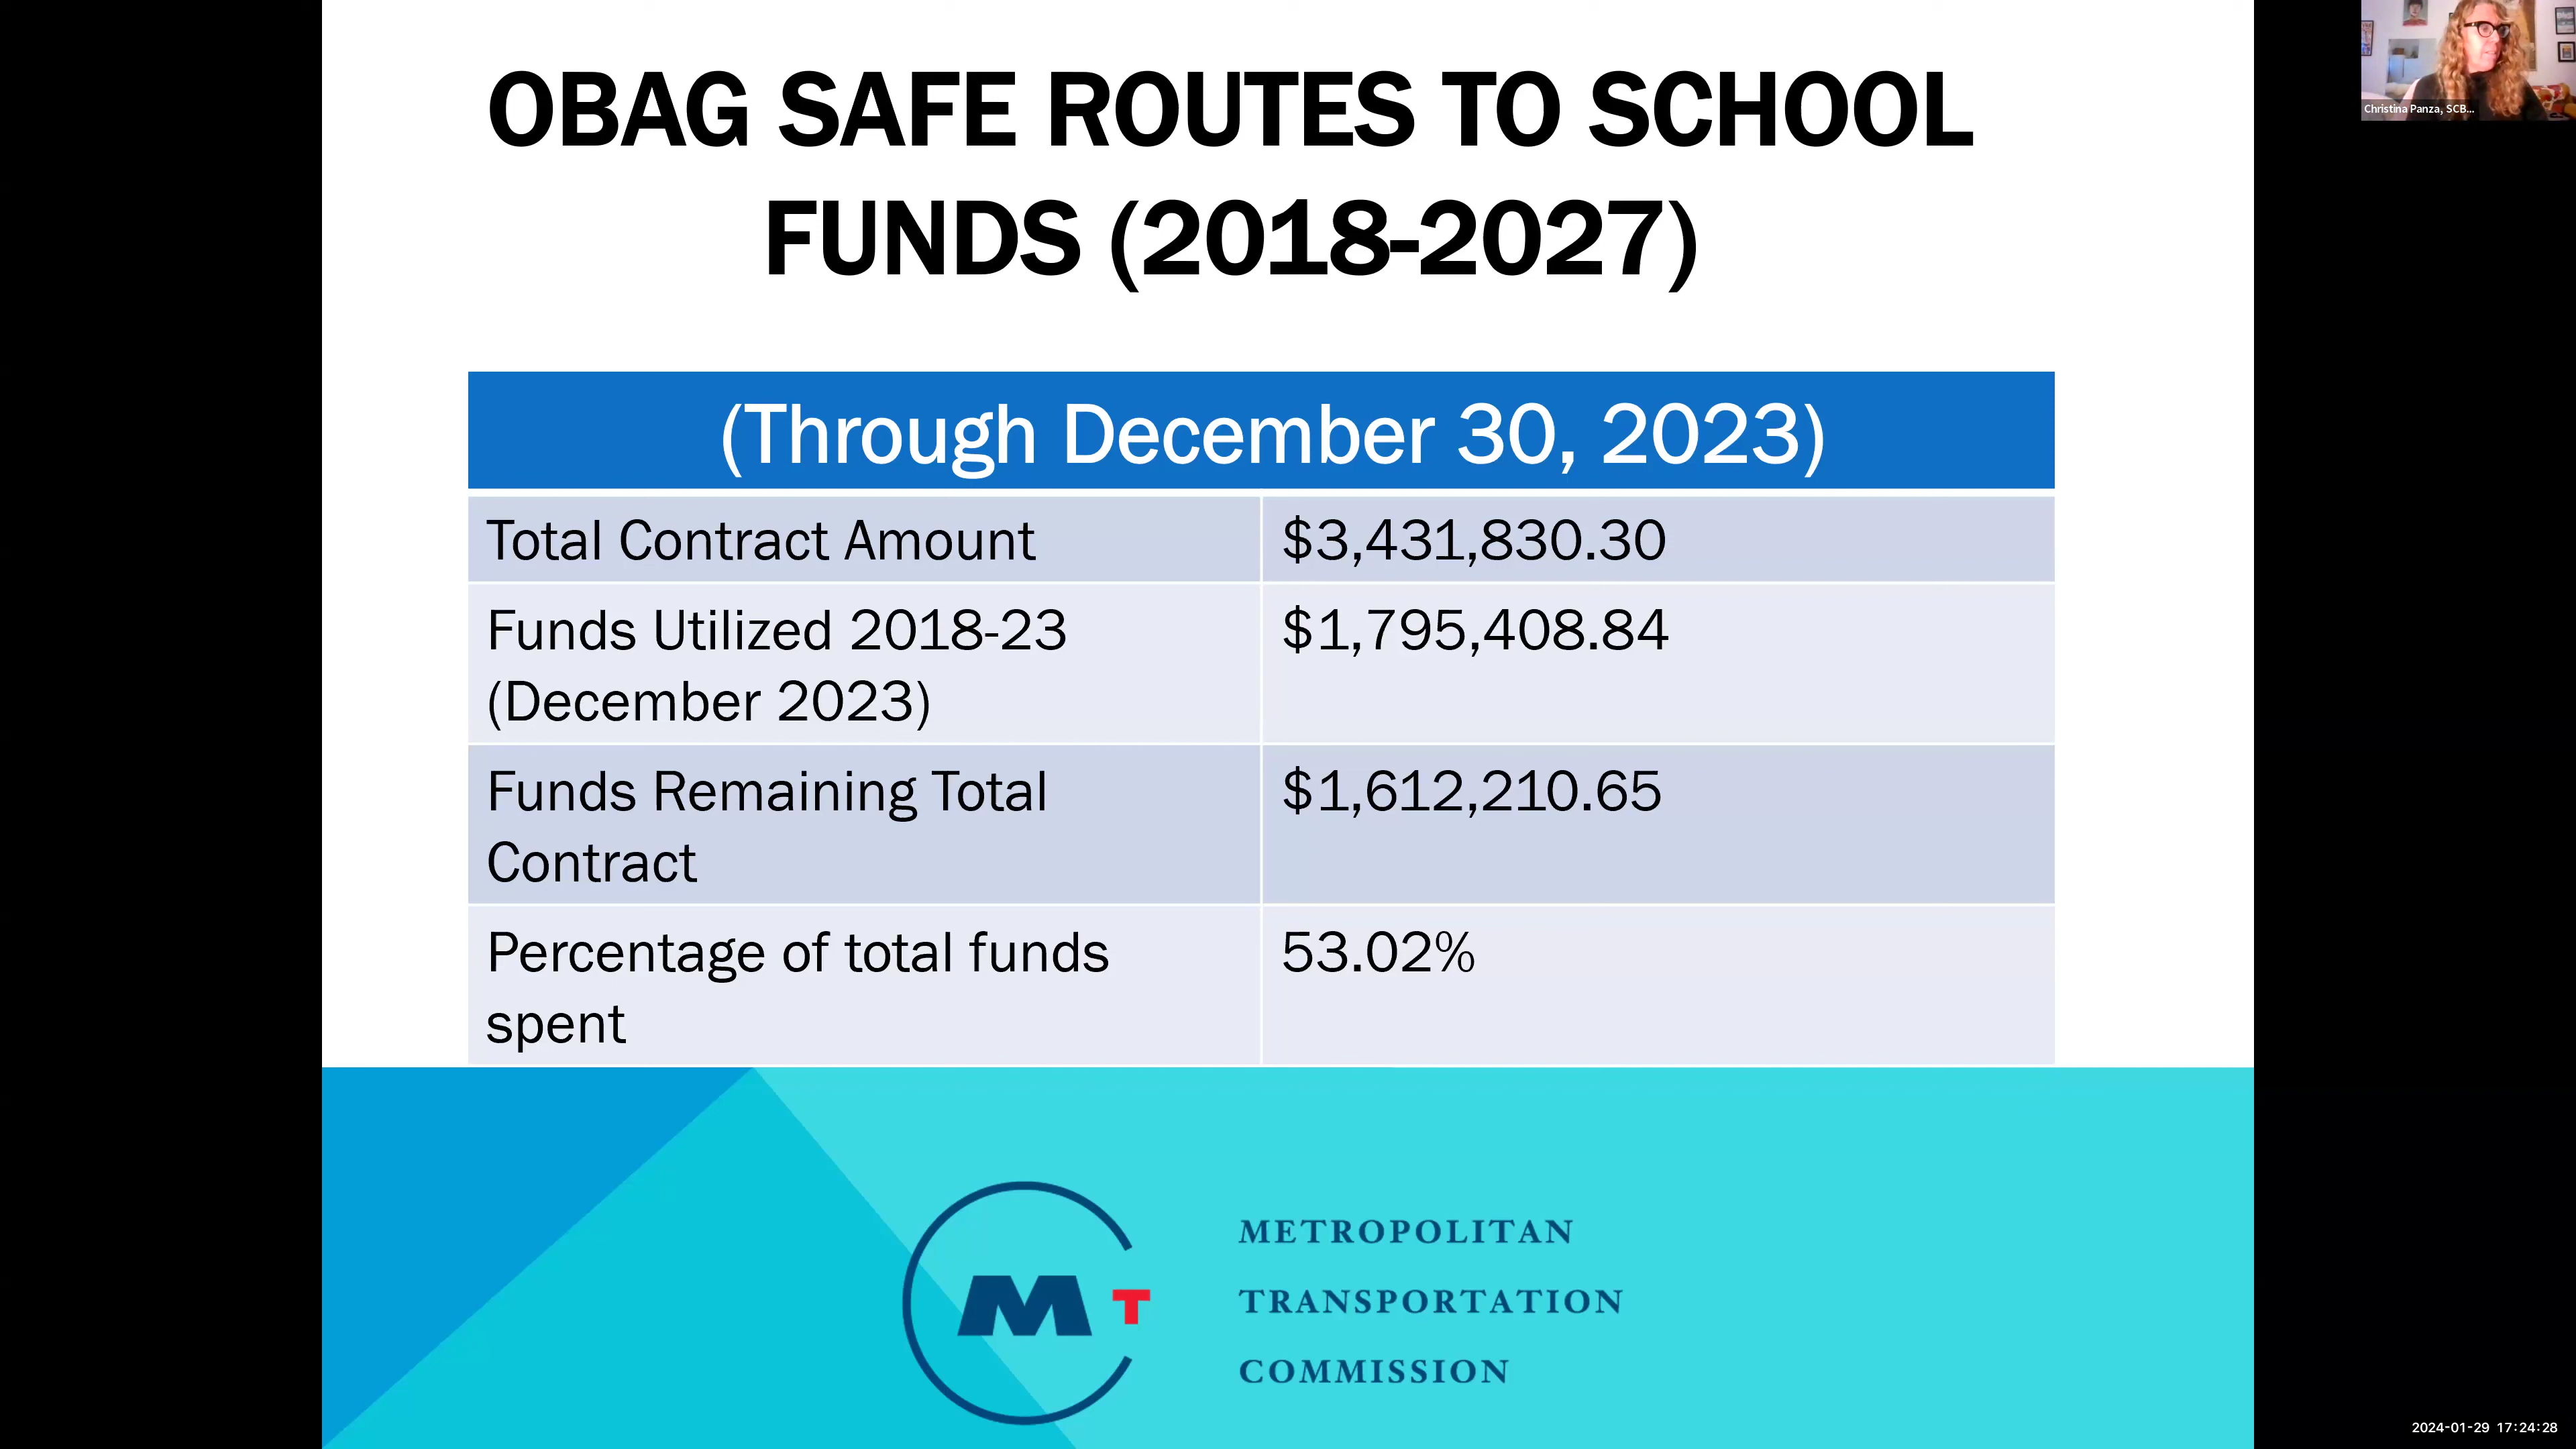 OBAG SAFE ROUTES TO SCHOOL
FUNDS (2018-2027)
(Through December 30, 2023)
Total Contract Amount
$3,431,830.30
Funds Utilized 2018-23
(December 2023)
$1,795,408.84
Funds Remaining Total
Contract
$1,612,210.65
Percentage of total funds
spent
53.02%
MT
METROPOLITAN
TRANSPORTATION
COMMISSION
Christina Panza, SCB...
2024-01-29 17:24:28